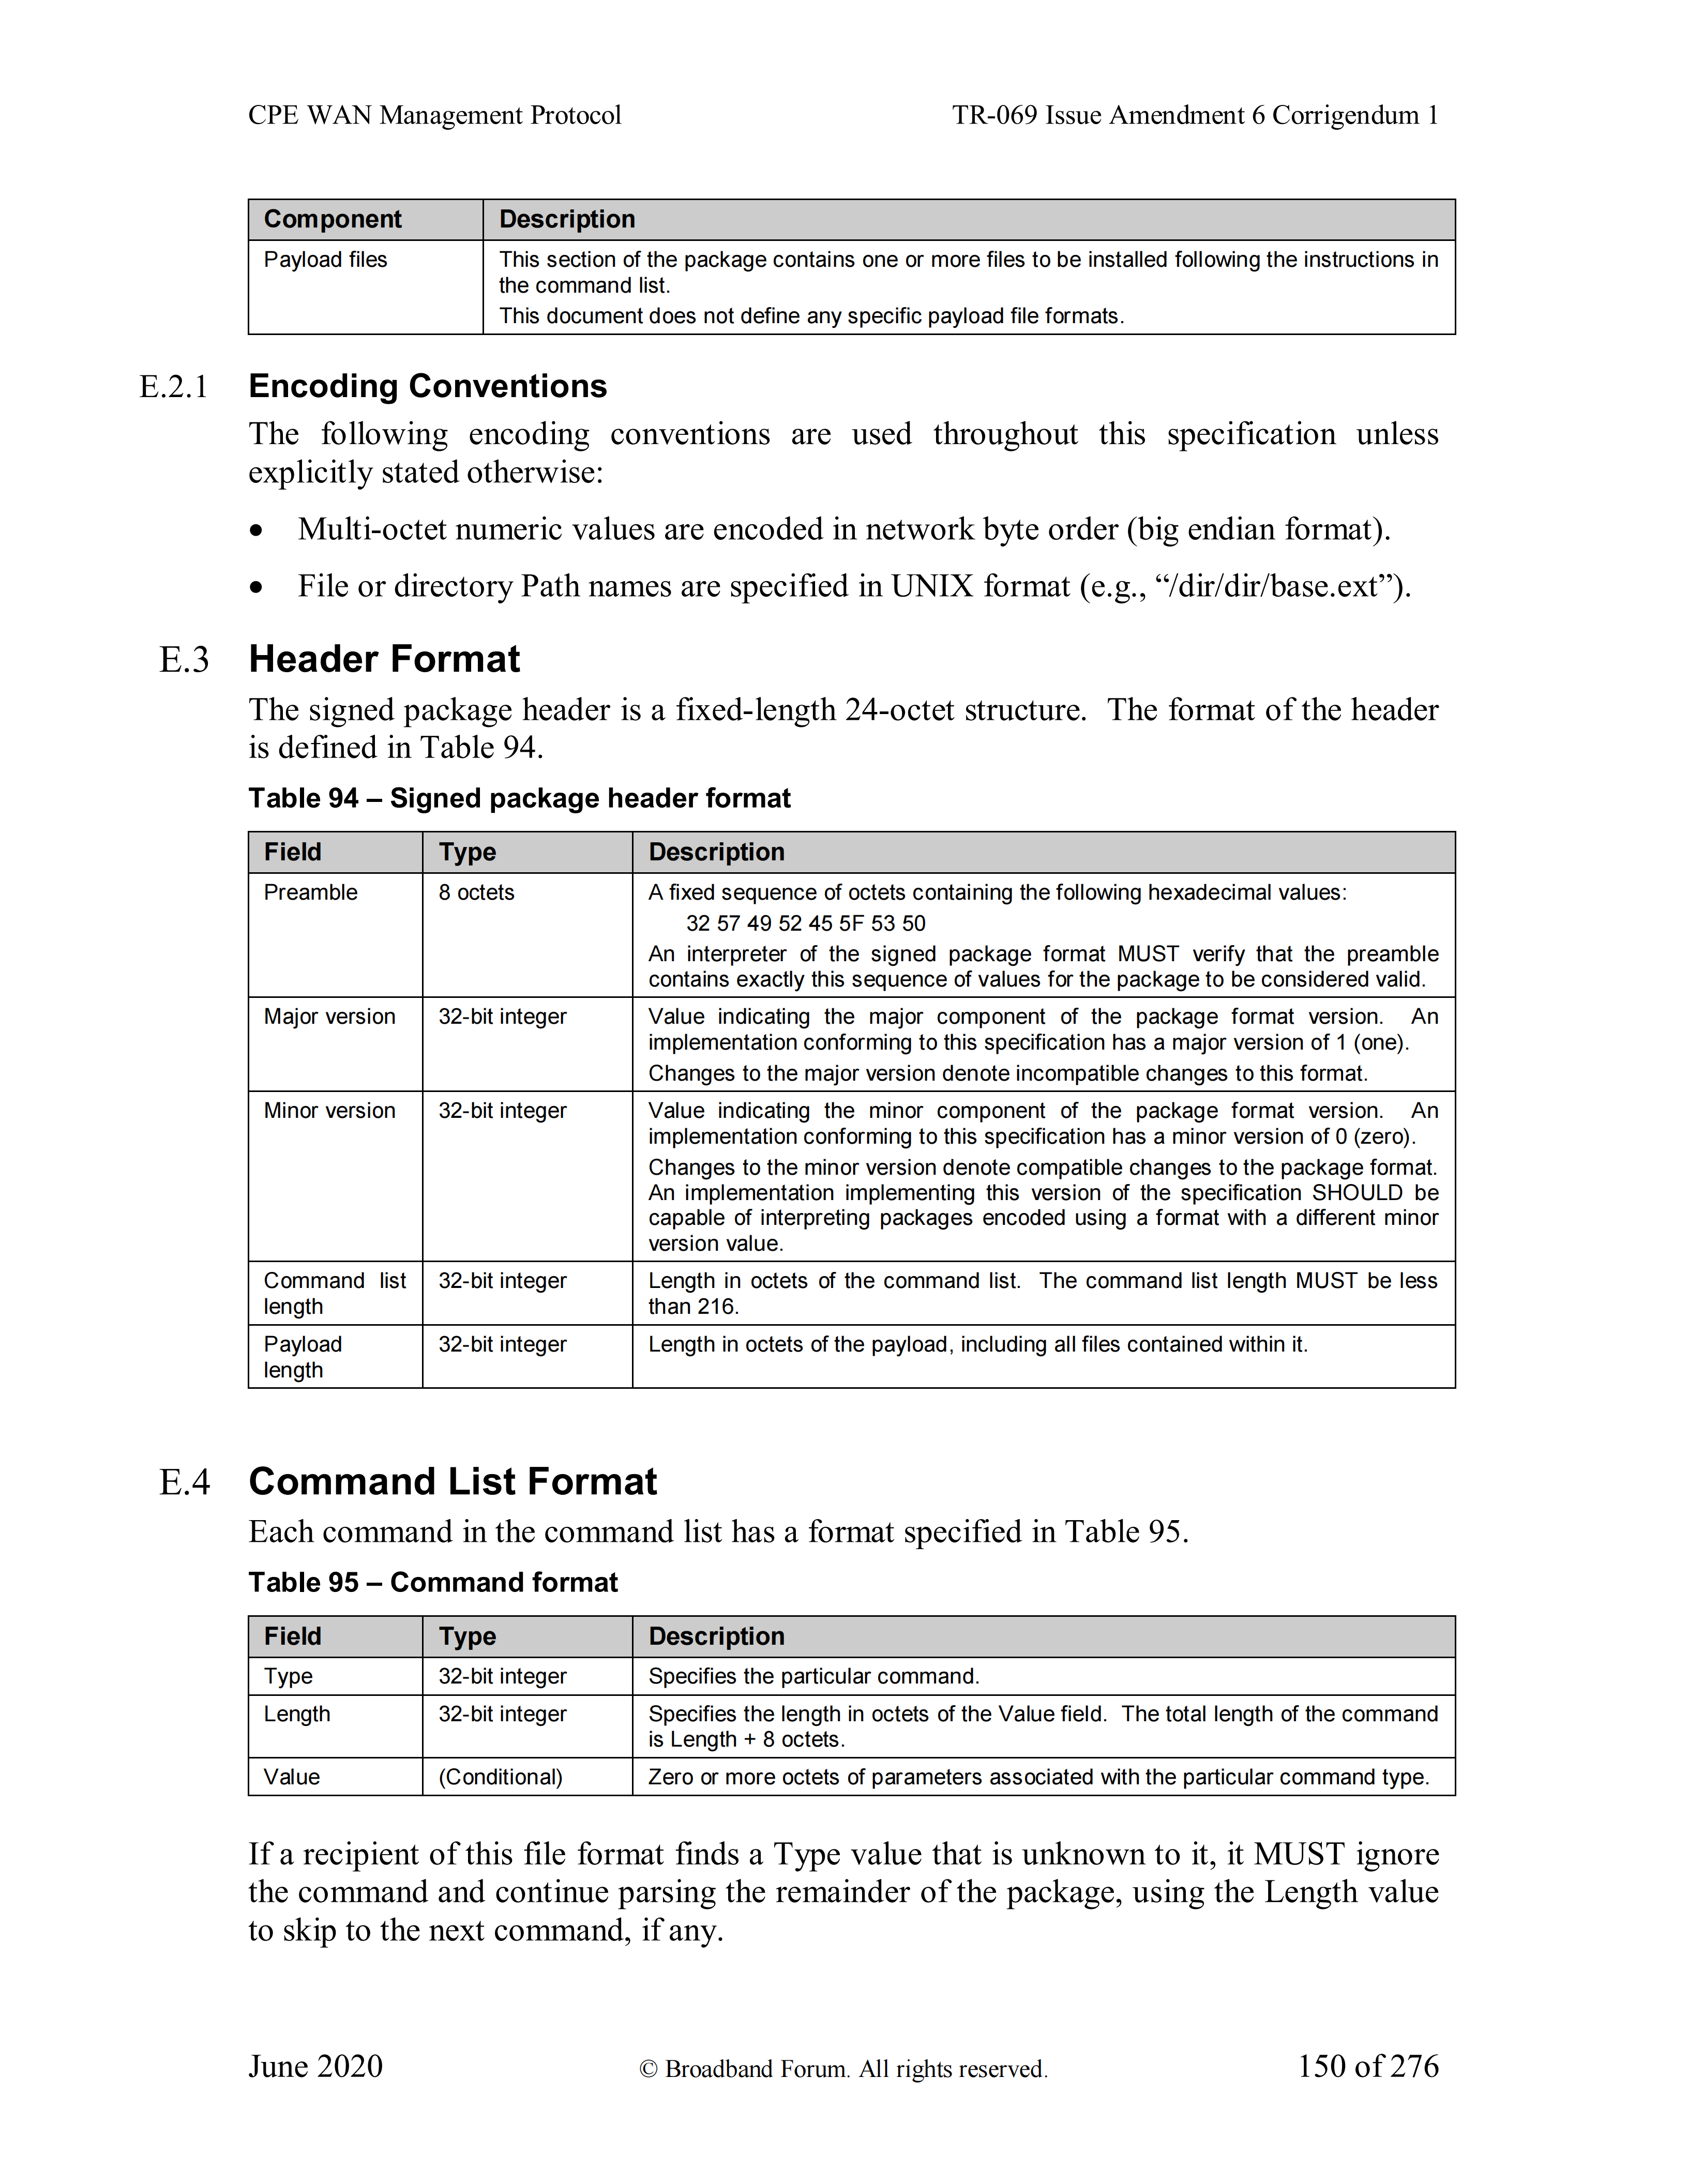 CPE WAN Management Protocol TR-069 Issue Amendment 6 Corrigendum 1
Component Description
Payload files This section of the package contains one or more files to be installed following the instructions in
the command list.
This document does not define any specific payload file formats.
E.2.1 Encoding Conventions
The following encoding conventions are used throughout this specification unless
explicitly stated otherwise:
• Multi-octet numeric values are encoded in network byte order (big endian format).
• File or directory Path names are specified in UNIX format (e.g., “/dir/dir/base.ext”).
E.3 Header Format
The signed package header is a fixed-length 24-octet structure. The format of the header
is defined in Table 94.
Table 94 – Signed package header format
Field Type Description
Preamble 8 octets A fixed sequence of octets containing the following hexadecimal values:
32 57 49 52 45 5F 53 50
An interpreter of the signed package format MUST verify that the preamble
contains exactly this sequence of values for the package to be considered valid.
Major version 32-bit integer Value indicating the major component of the package format version. An
implementation conforming to this specification has a major version of 1 (one).
Changes to the major version denote incompatible changes to this format.
Minor version 32-bit integer Value indicating the minor component of the package format version. An
implementation conforming to this specification has a minor version of 0 (zero).
Changes to the minor version denote compatible changes to the package format.
An implementation implementing this version of the specification SHOULD be
capable of interpreting packages encoded using a format with a different minor
version value.
Command list 32-bit integer Length in octets of the command list. The command list length MUST be less
length than 216.
Payload 32-bit integer Length in octets of the payload, including all files contained within it.
length
E.4 Command List Format
Each command in the command list has a format specified in Table 95.
Table 95 – Command format
Field Type Description
Type 32-bit integer Specifies the particular command.
Length 32-bit integer Specifies the length in octets of the Value field. The total length of the command
is Length + 8 octets.
Value (Conditional) Zero or more octets of parameters associated with the particular command type.
If a recipient of this file format finds a Type value that is unknown to it, it MUST ignore
the command and continue parsing the remainder of the package, using the Length value
to skip to the next command, if any.
June 2020 © Broadband Forum. All rights reserved. 150 of 276